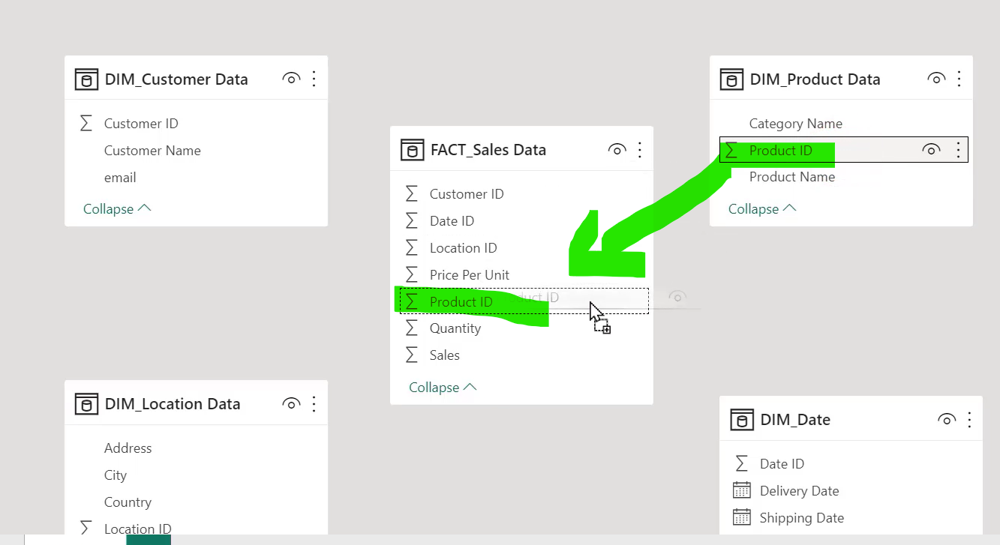 DIM_Customer Data
Customer ID
Customer Name
email
Collapse
FACT_Sales Data
Customer ID
Date ID
Location ID
Price Per Unit
Product ID
Quantity
Sales
Collapse
DIM_Product Data
Category Name
Product ID
Product Name
Collapse
DIM_Location Data
Address
City
Country
Location ID
DIM_Date
Date ID
Delivery Date
Shipping Date